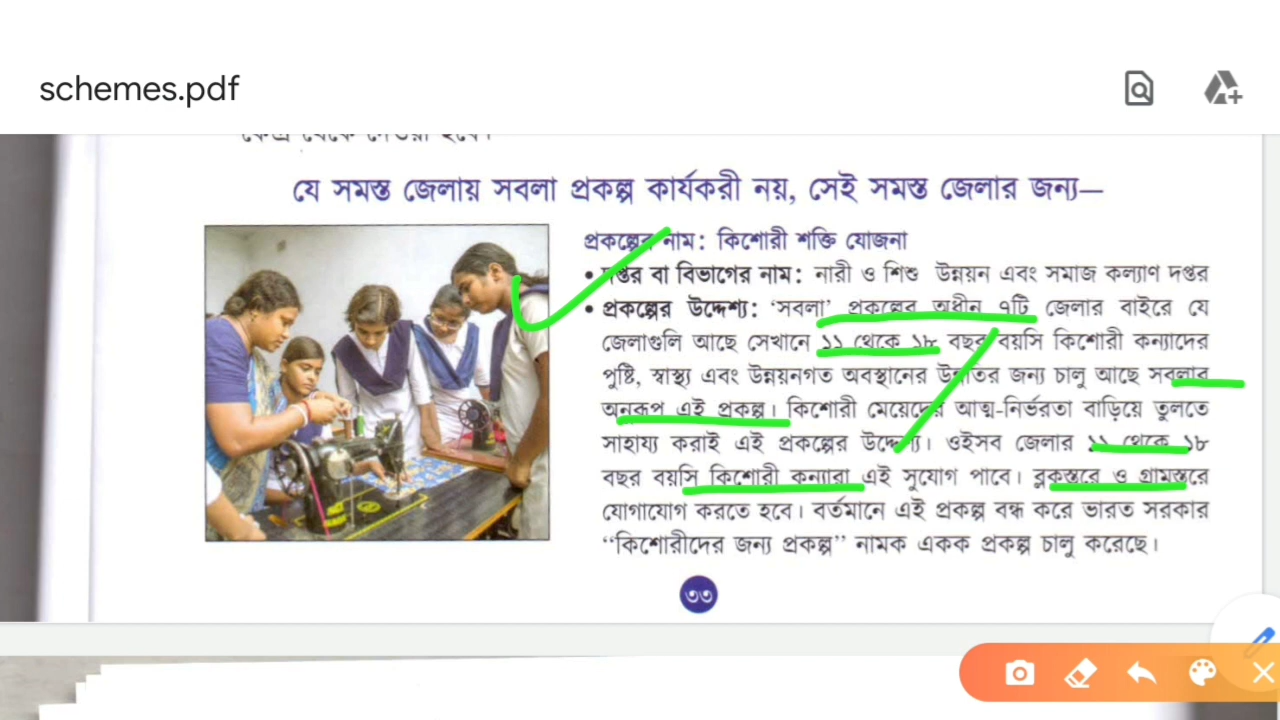 schemes.pdf
যে সমস্ত জেলায় সবলা প্রকল্প কার্যকরী নয়, সেই সমস্ত জেলার জন্য—
প্রকল্পের নাম: কিশোরী শক্তি যোজনা
• দপ্তর বা বিভাগের নাম: নারী ও শিশু উন্নয়ন এবং সমাজ কল্যাণ দপ্তর
• প্রকল্পের উদ্দেশ্য: ‘সবলা’ প্রকল্পের অধীন ৭টি জেলার বাইরে যে
জেলাগুলি আছে সেখানে ১১ থেকে ১৮ বছর বয়সি কিশোরী কন্যাদের
পুষ্টি, স্বাস্থ্য এবং উন্নয়নগত অবস্থানের উন্নতির জন্য চালু আছে সবলার
অনুরূপ এই প্রকল্প। কিশোরী মেয়েদের আত্ম-নির্ভরতা বাড়িয়ে তুলতে
সাহায্য করাই এই প্রকল্পের উদ্দেশ্য। ওইসব জেলার ১১ থেকে ১৮
বছর বয়সি কিশোরী কন্যারা এই সুযোগ পাবে। ব্লকস্তরে ও গ্রামস্তরে
যোগাযোগ করতে হবে। বর্তমানে এই প্রকল্প বন্ধ করে ভারত সরকার
“কিশোরীদের জন্য প্রকল্প” নামক একক প্রকল্প চালু করেছে।
৩৩